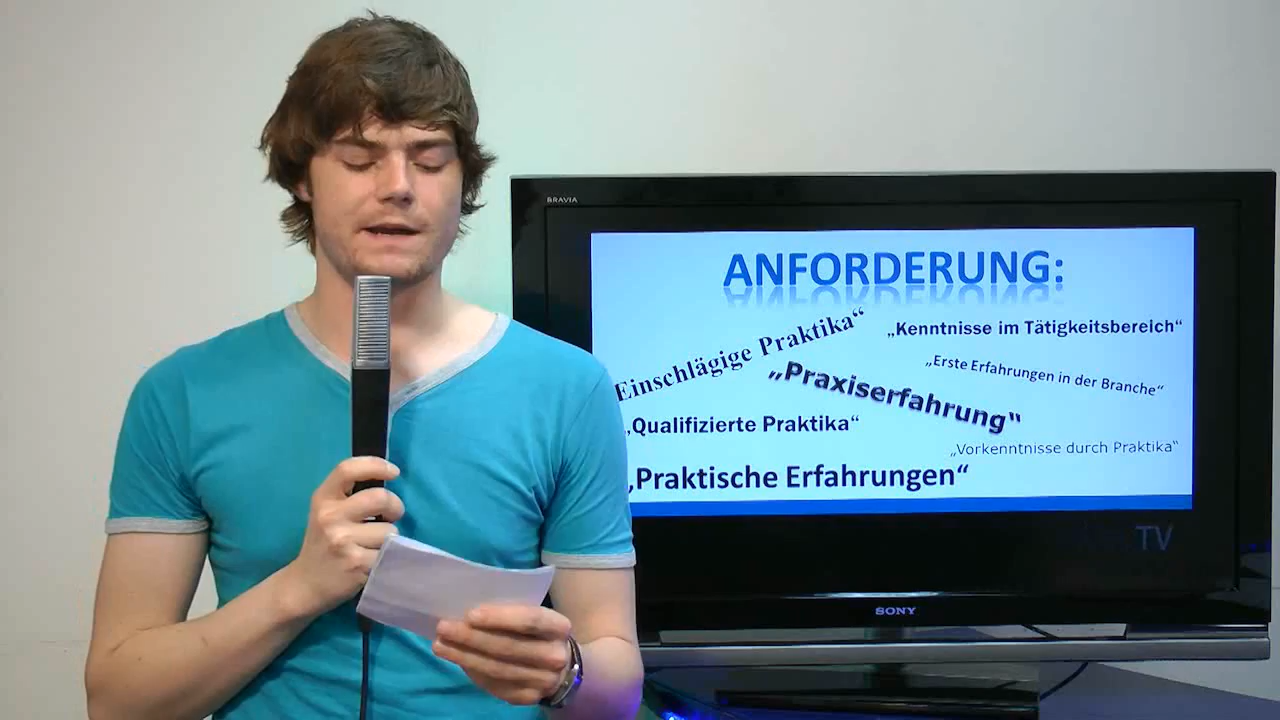 BRAVIA
ANFORDERUNG:
Einschlägige Praktika“
„Kenntnisse im Tätigkeitsbereich“
„Erste Erfahrungen in der Branche“
„Praxiserfahrung“
„Qualifizierte Praktika“
„Vorkenntnisse durch Praktika“
„Praktische Erfahrungen“
TV
SONY